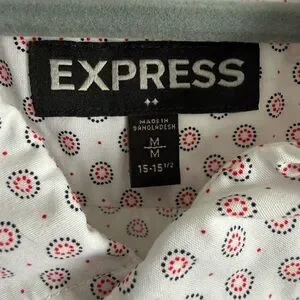 EXPRESS
MADE IN
BANGLADESH
M
M
15-15 1/2